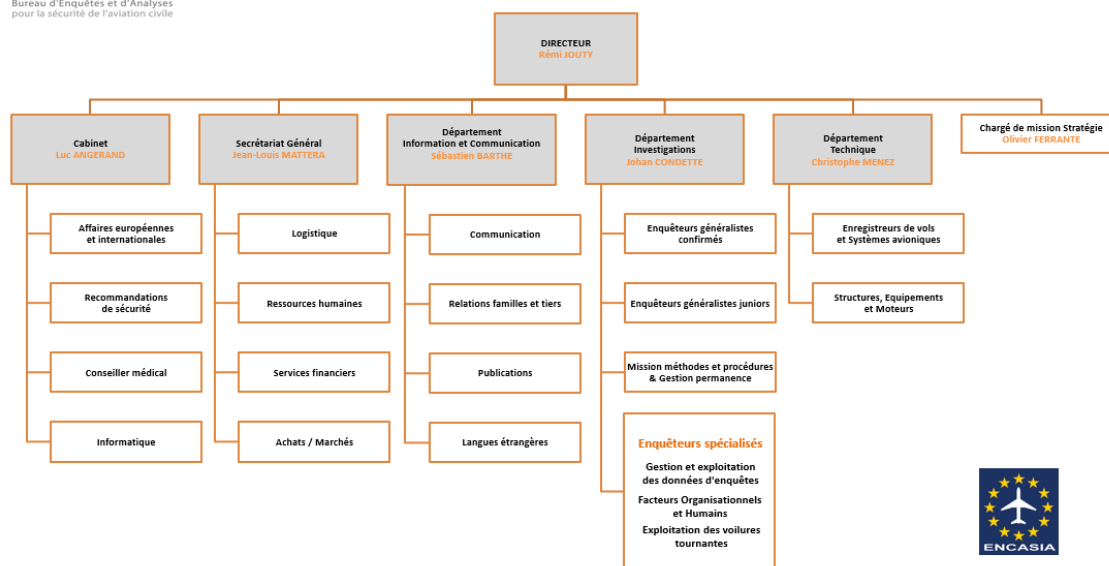 Bureau d'Enquêtes et d'Analyses
pour la sécurité de l'aviation civile
DIRECTEUR
Rémi JOUTY
Cabinet
Luc ANGERAND
Secrétariat Général
Jean-Louis MATTERA
Département
Information et Communication
Sébastien BARTHE
Département
Investigations
Johan CONDETTE
Département
Technique
Christophe MENEZ
Chargé de mission Stratégie
Olivier FERRANTE
Affaires européennes
et internationales
Recommandations
de sécurité
Conseiller médical
Informatique
Logistique
Ressources humaines
Services financiers
Achats / Marchés
Communication
Relations familles et tiers
Publications
Langues étrangères
Enquêteurs généralistes
confirmés
Enquêteurs généralistes juniors
Mission méthodes et procédures
& Gestion permanence
Enquêteurs spécialisés
Gestion et exploitation
des données d'enquêtes
Facteurs Organisationnels
et Humains
Exploitation des voilures
tournantes
Enregistreurs de vols
et Systèmes avioniques
Structures, Equipements
et Moteurs
ENCASIA